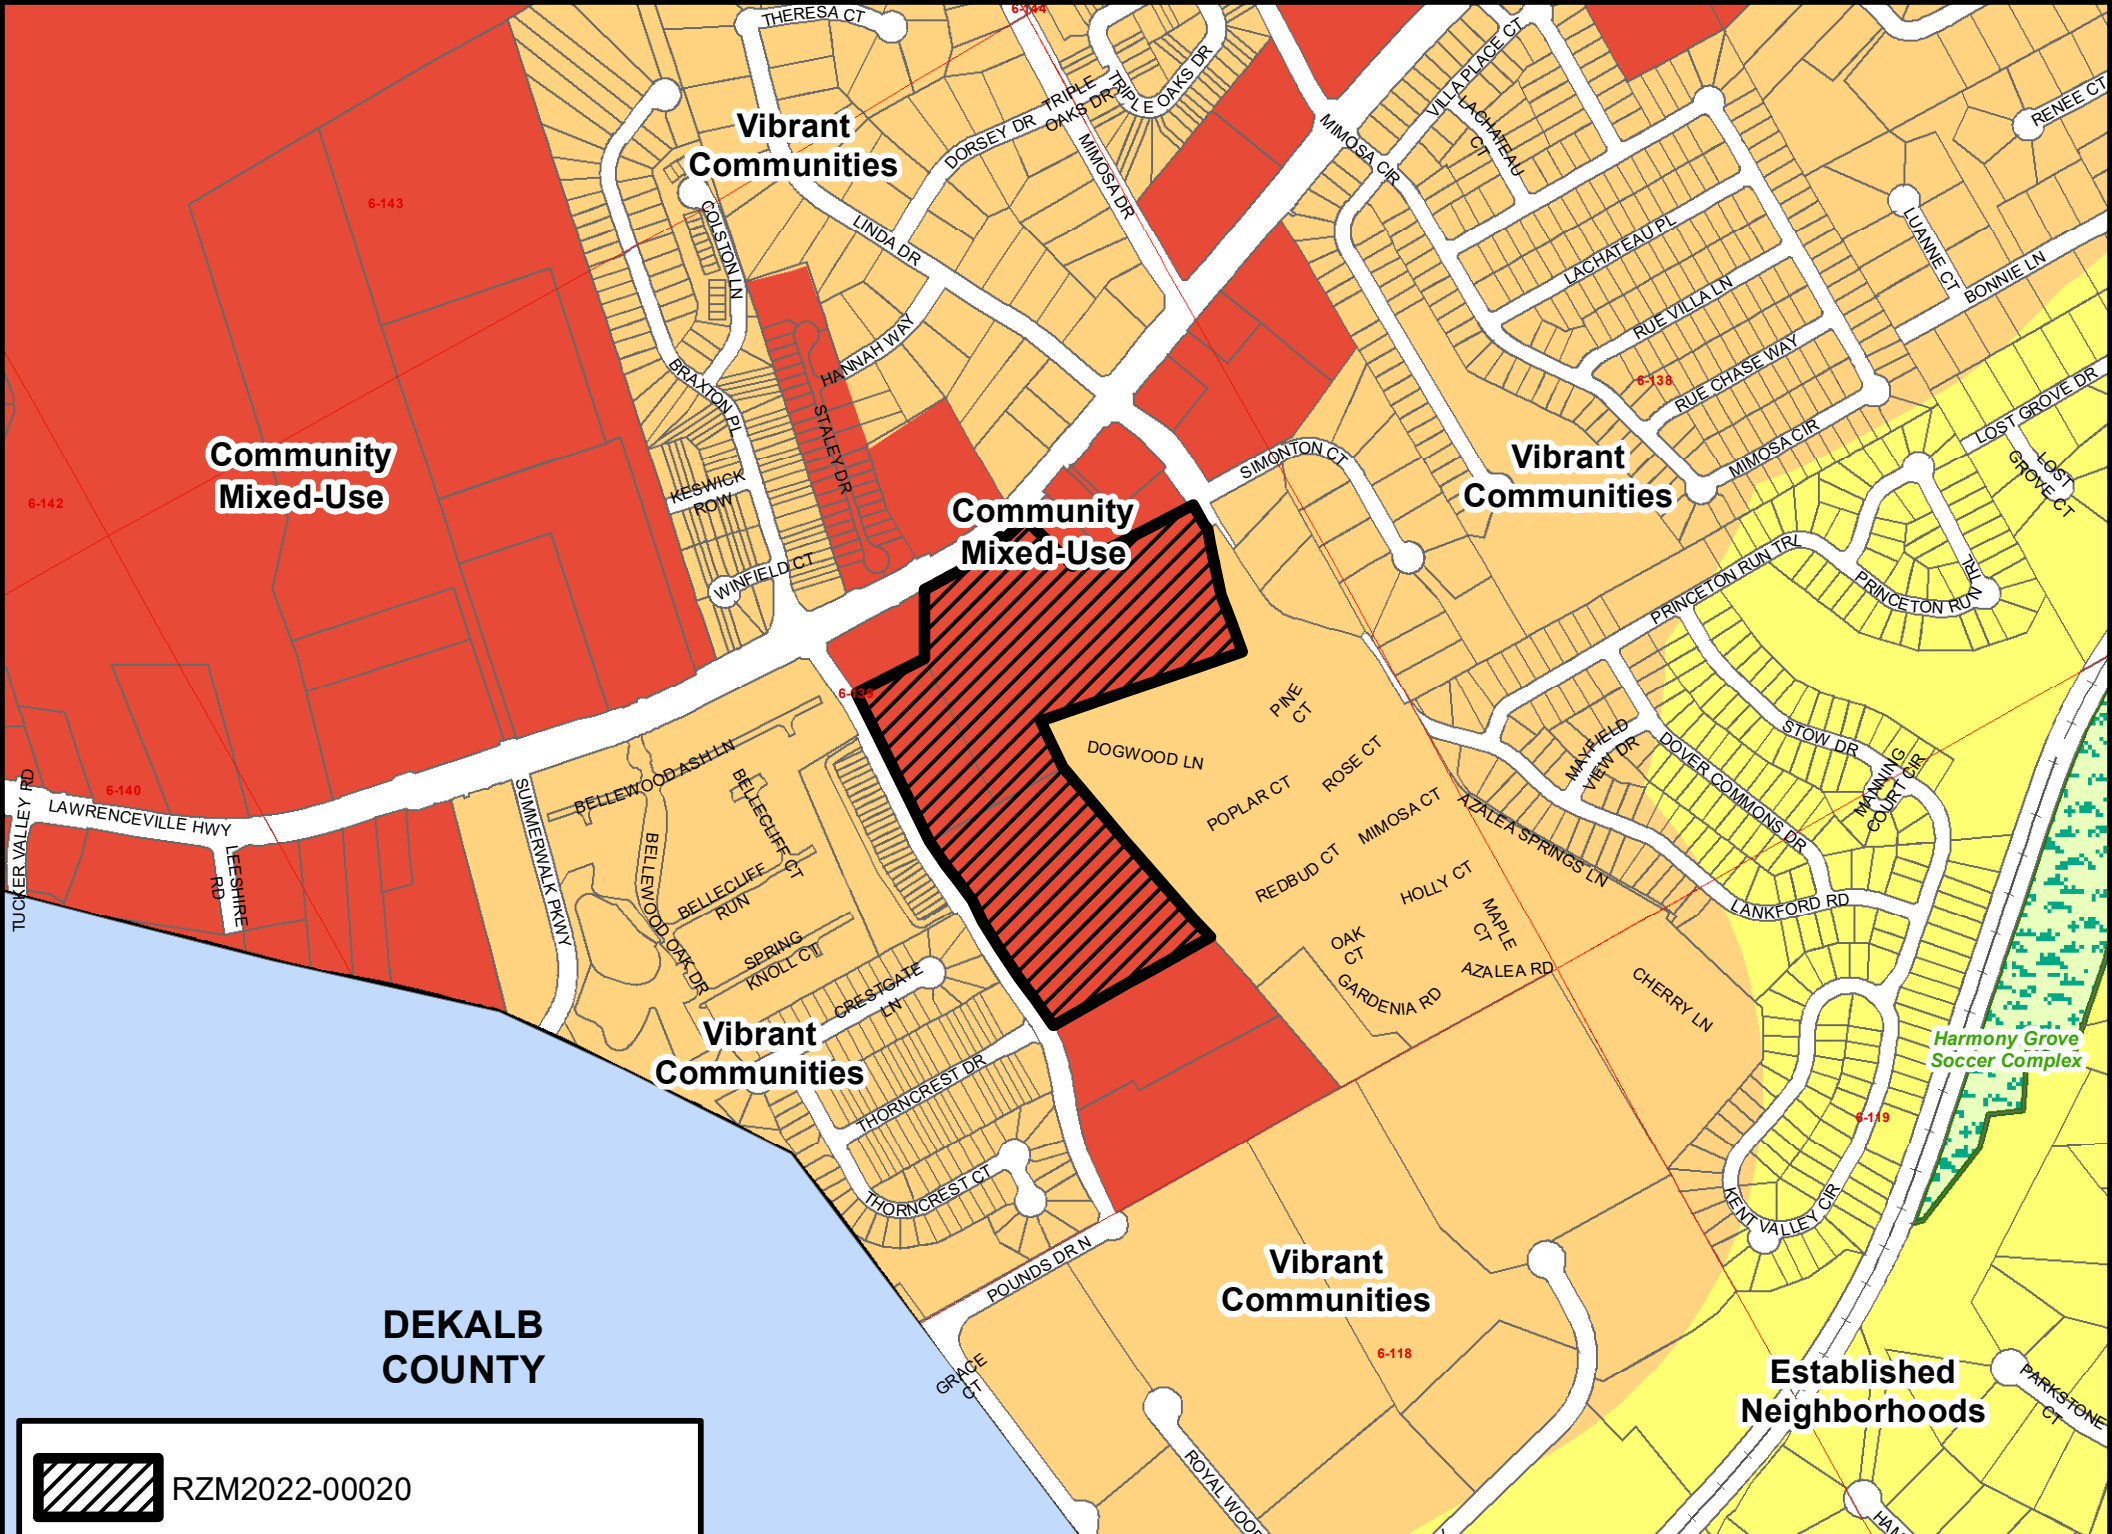 THERESA CT
6-144
TRIPLE OAKS DR
TRIPLE
OAKS DR
DORSEY DR
VILLA PLACE CT
LACHATEAU
CT
RENEE CT
Vibrant
Communities
MIMOSA DR
MIMOSA CIR
6-143
COLSTON LN
LINDA DR
LUANNE CT
BONNIE LN
LACHATEAU PL
RUE VILLA LN
HANNAH WAY
BRAXTON PL
STALEY DR
RUE CHASE WAY
6-138
MIMOSA CIR
LOST GROVE DR
LOST
GROVE CT
Community
Mixed-Use
6-142
KESWICK
ROW
SIMONTON CT
Vibrant
Communities
Community
Mixed-Use
WINFIELD CT
PRINCETON RUN TRL
PRINCETON RUN
TRL
6-139
PINE
CT
DOGWOOD LN
ROSE CT
POPLAR CT
MIMOSA CT
REDBUD CT
HOLLY CT
MAPLE
CT
OAK
CT
GARDENIA RD
AZALEA RD
CHERRY LN
AZALEA SPRINGS LN
MAYFIELD
VIEW DR
DOVER COMMONS DR
STOW DR
MANNING
COURT CIR
LANKFORD RD
6-140
LAWRENCEVILLE HWY
TUCKER VALLEY RD
LEESHIRE
RD
SUMMERWALK PKWY
BELLEWOOD ASH LN
BELLECLIFF CT
BELLEWOOD OAK DR
BELLECLIFF
RUN
SPRING
KNOLL CT
CRESTGATE
LN
Vibrant
Communities
THORNCREST DR
THORNCREST CT
Harmony Grove
Soccer Complex
6-119
KENT VALLEY CIR
POUNDS DR N
Vibrant
Communities
DEKALB
COUNTY
GRACE
CT
6-118
Established
Neighborhoods
PARKSTONE
CT
ROYAL WOOD
HAM
RZM2022-00020